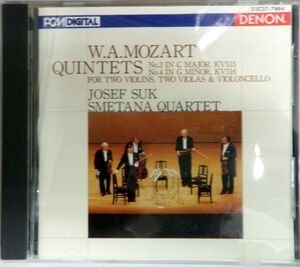 33C37-7964
PCM DIGITAL
DENON
W.A.MOZART
QUINTETS No.3 IN C MAJOR, KV515
No.4 IN G MINOR, KV516
FOR TWO VIOLINS, TWO VIOLAS & VIOLONCELLO
JOSEF SUK
SMETANA QUARTET